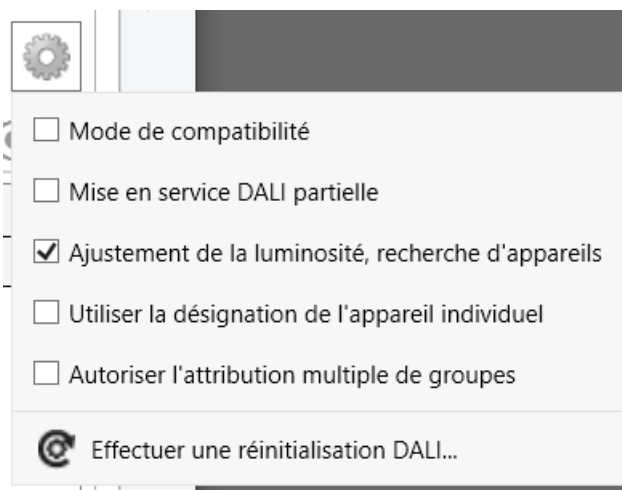 Mode de compatibilité
Mise en service DALI partielle
Ajustement de la luminosité, recherche d'appareils
Utiliser la désignation de l'appareil individuel
Autoriser l'attribution multiple de groupes
Effectuer une réinitialisation DALI...